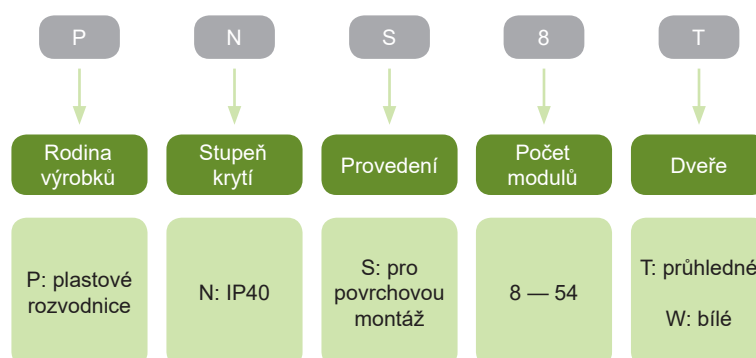 P N S 8 T
Rodina
výrobků
Stupeň
krytí
Provedení
Počet
modulů
Dveře
P: plastové
rozvodnice
N: IP40
S: pro
povrchovou
montáž
8 — 54
T: průhledné
W: bílé